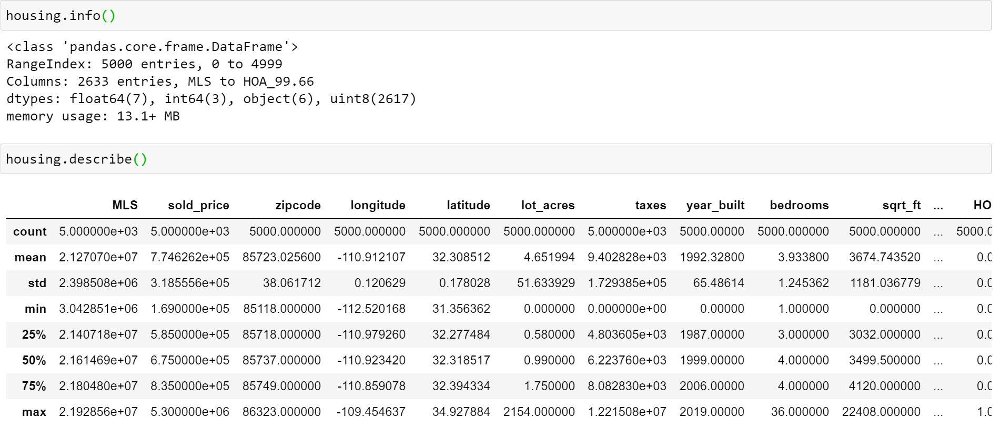 housing.info()
<class 'pandas.core.frame.DataFrame'>
RangeIndex: 5000 entries, 0 to 4999
Columns: 2633 entries, MLS to HOA_99.66
dtypes: float64(7), int64(3), object(6), uint8(2617)
memory usage: 13.1+ MB
housing.describe()
MLS sold_price zipcode longitude latitude lot_acres taxes year_built bedrooms sqrt_ft ... HO
count 5.000000e+03 5.000000e+03 5000.000000 5000.000000 5000.000000 5000.000000 5.000000e+03 5000.00000 5000.000000 5000.000000 ... 5000.0
mean 2.127070e+07 7.746262e+05 85723.025600 -110.912107 32.308512 4.651994 9.402828e+03 1992.32800 3.933800 3674.743520 ... 0.0
std 2.398508e+06 3.185556e+05 38.061712 0.120629 0.178028 51.633929 1.729385e+05 65.48614 1.245362 1181.036779 ... 0.0
min 3.042851e+06 1.690000e+05 85118.000000 -112.520168 31.356362 0.000000 0.000000e+00 0.00000 1.000000 0.000000 ... 0.0
25% 2.140718e+07 5.850000e+05 85718.000000 -110.979260 32.277484 0.580000 4.803605e+03 1987.00000 3.000000 3032.000000 ... 0.0
50% 2.161469e+07 6.750000e+05 85737.000000 -110.923420 32.318517 0.990000 6.223760e+03 1999.00000 4.000000 3499.500000 ... 0.0
75% 2.180480e+07 8.350000e+05 85749.000000 -110.859078 32.394334 1.750000 8.082830e+03 2006.00000 4.000000 4120.000000 ... 0.0
max 2.192856e+07 5.300000e+06 86323.000000 -109.454637 34.927884 2154.000000 1.221508e+07 2019.00000 36.000000 22408.000000 ... 1.0